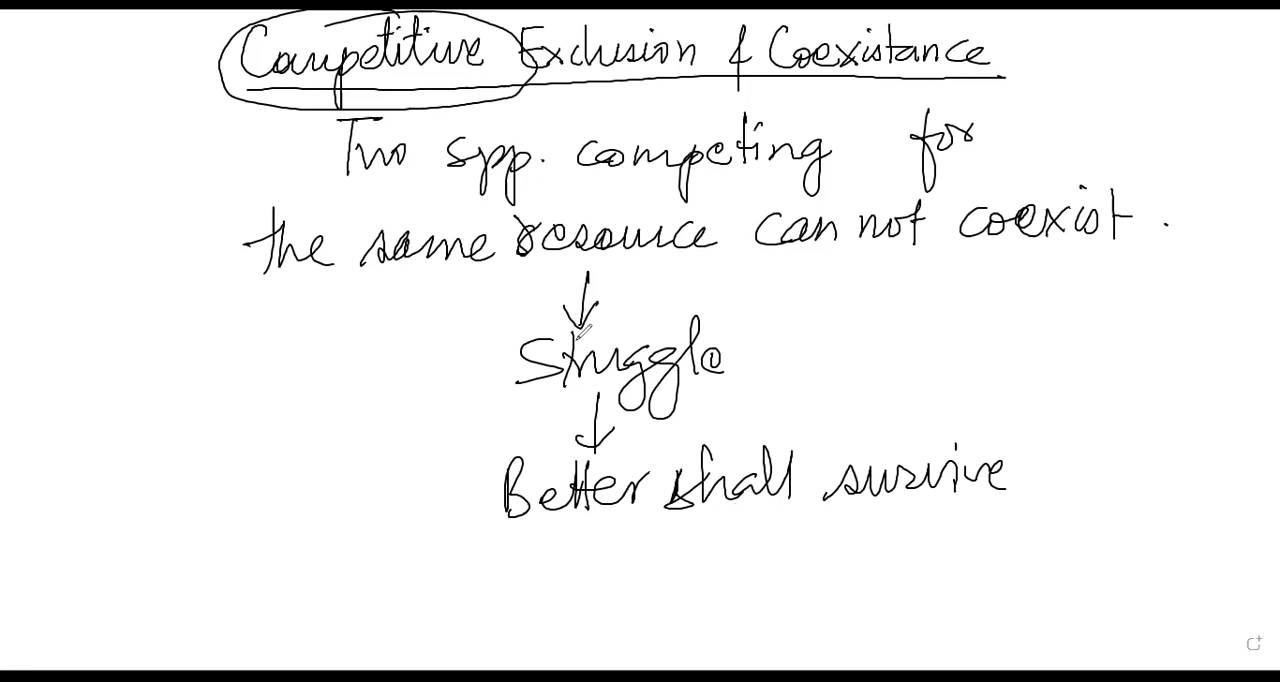 Competitive Exclusion & Coexistance
Two spp. competing for
the same resource can not coexist.
↓
Struggle
↓
Better shall survive